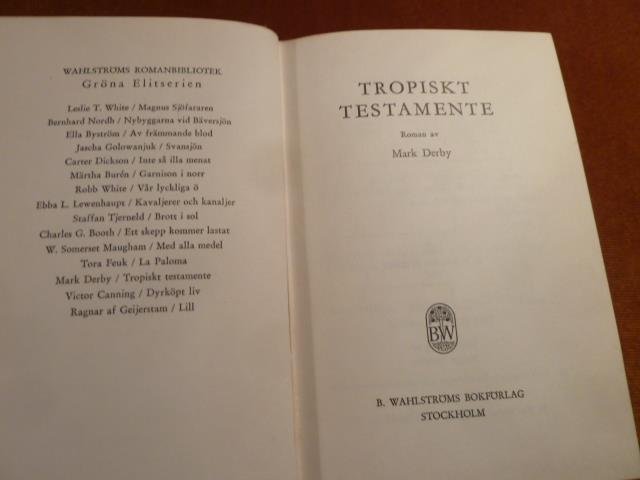 WAHLSTRÖMS ROMANBIBLIOTEK
Gröna Elitserien
Leslie T. White / Magnus Sjöfararen
Bernhard Nordh / Nybyggarna vid Bäversjön
Ella Byström / Av främmande blod
Jascha Golowanjuk / Svansjön
Carter Dickson / Inte så illa menat
Märtha Burén / Garnison i norr
Robb White / Vår lyckliga ö
Ebba L. Lewenhaupt / Kavaljerer och kanaljer
Staffan Tjerneld / Brott i sol
Charles G. Booth / Ett skepp kommer lastat
W. Somerset Maugham / Med alla medel
Tora Feuk / La Paloma
Mark Derby / Tropiskt testamente
Victor Canning / Dyrköpt liv
Ragnar af Geijerstam / Lill
TROPISKT
TESTAMENTE
Roman av
Mark Derby
BW
B. WAHLSTRÖMS BOKFÖRLAG
STOCKHOLM